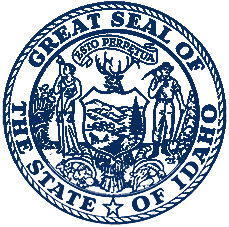 GREAT SEAL OF
THE STATE ☆ OF IDAHO
ESTO PERPETUA